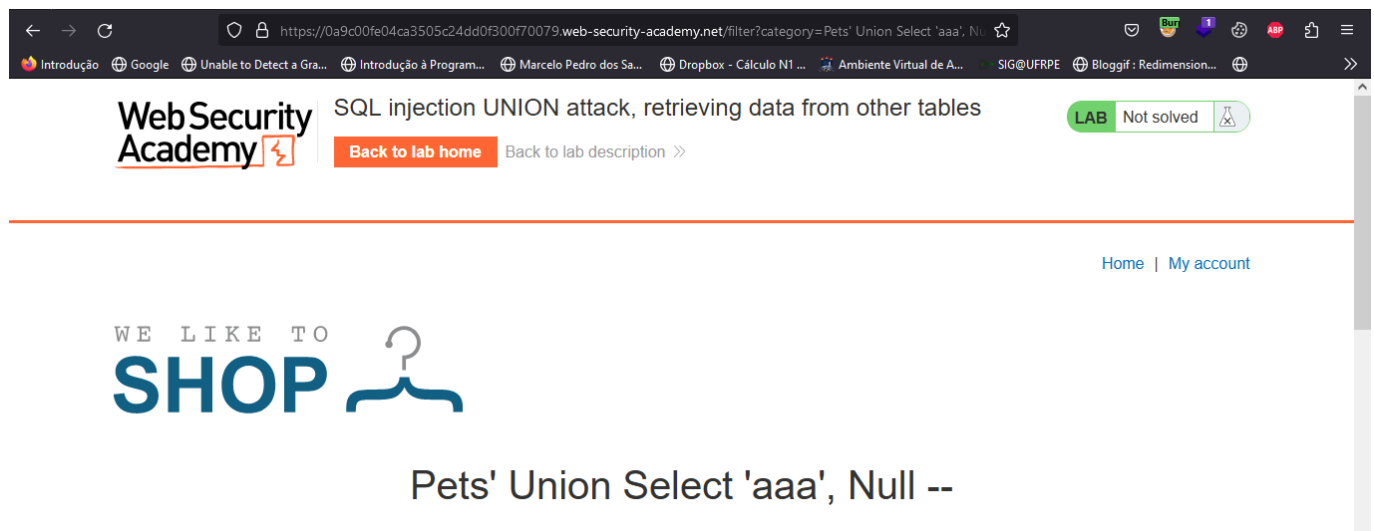 https://0a9c00fe04ca3505c24dd0f300f70079.web-security-academy.net/filter?category=Pets' Union Select 'aaa', Nu
Bur 1 ABP
Introdução Google Unable to Detect a Gra... Introdução à Program... Marcelo Pedro dos Sa... Dropbox - Cálculo N1 ... Ambiente Virtual de A... SIG@UFRPE Bloggif : Redimension...
Web Security
Academy
SQL injection UNION attack, retrieving data from other tables
LAB Not solved
Back to lab home Back to lab description
Home | My account
WE LIKE TO
SHOP
Pets' Union Select 'aaa', Null --